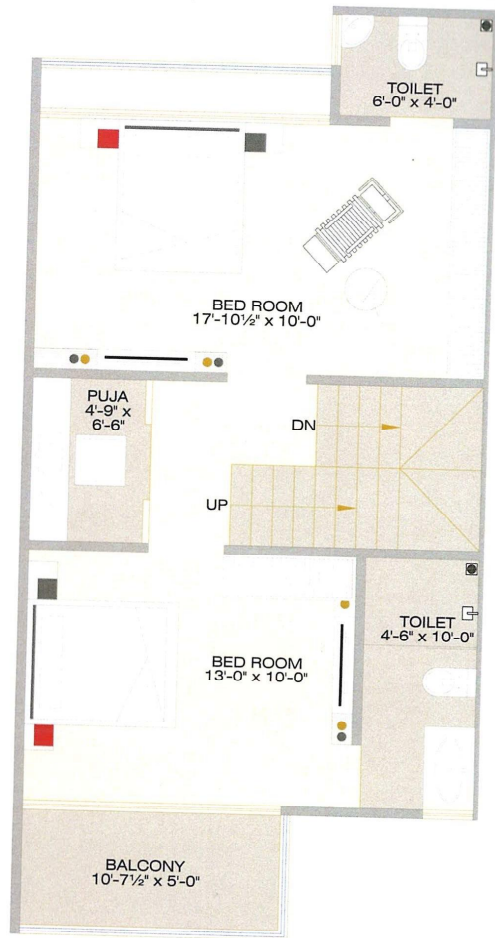 TOILET
6'-0" x 4'-0"
BED ROOM
17'-10½" x 10'-0"
PUJA
4'-9" x
6'-6"
DN
UP
TOILET
4'-6" x 10'-0"
BED ROOM
13'-0" x 10'-0"
BALCONY
10'-7½" x 5'-0"